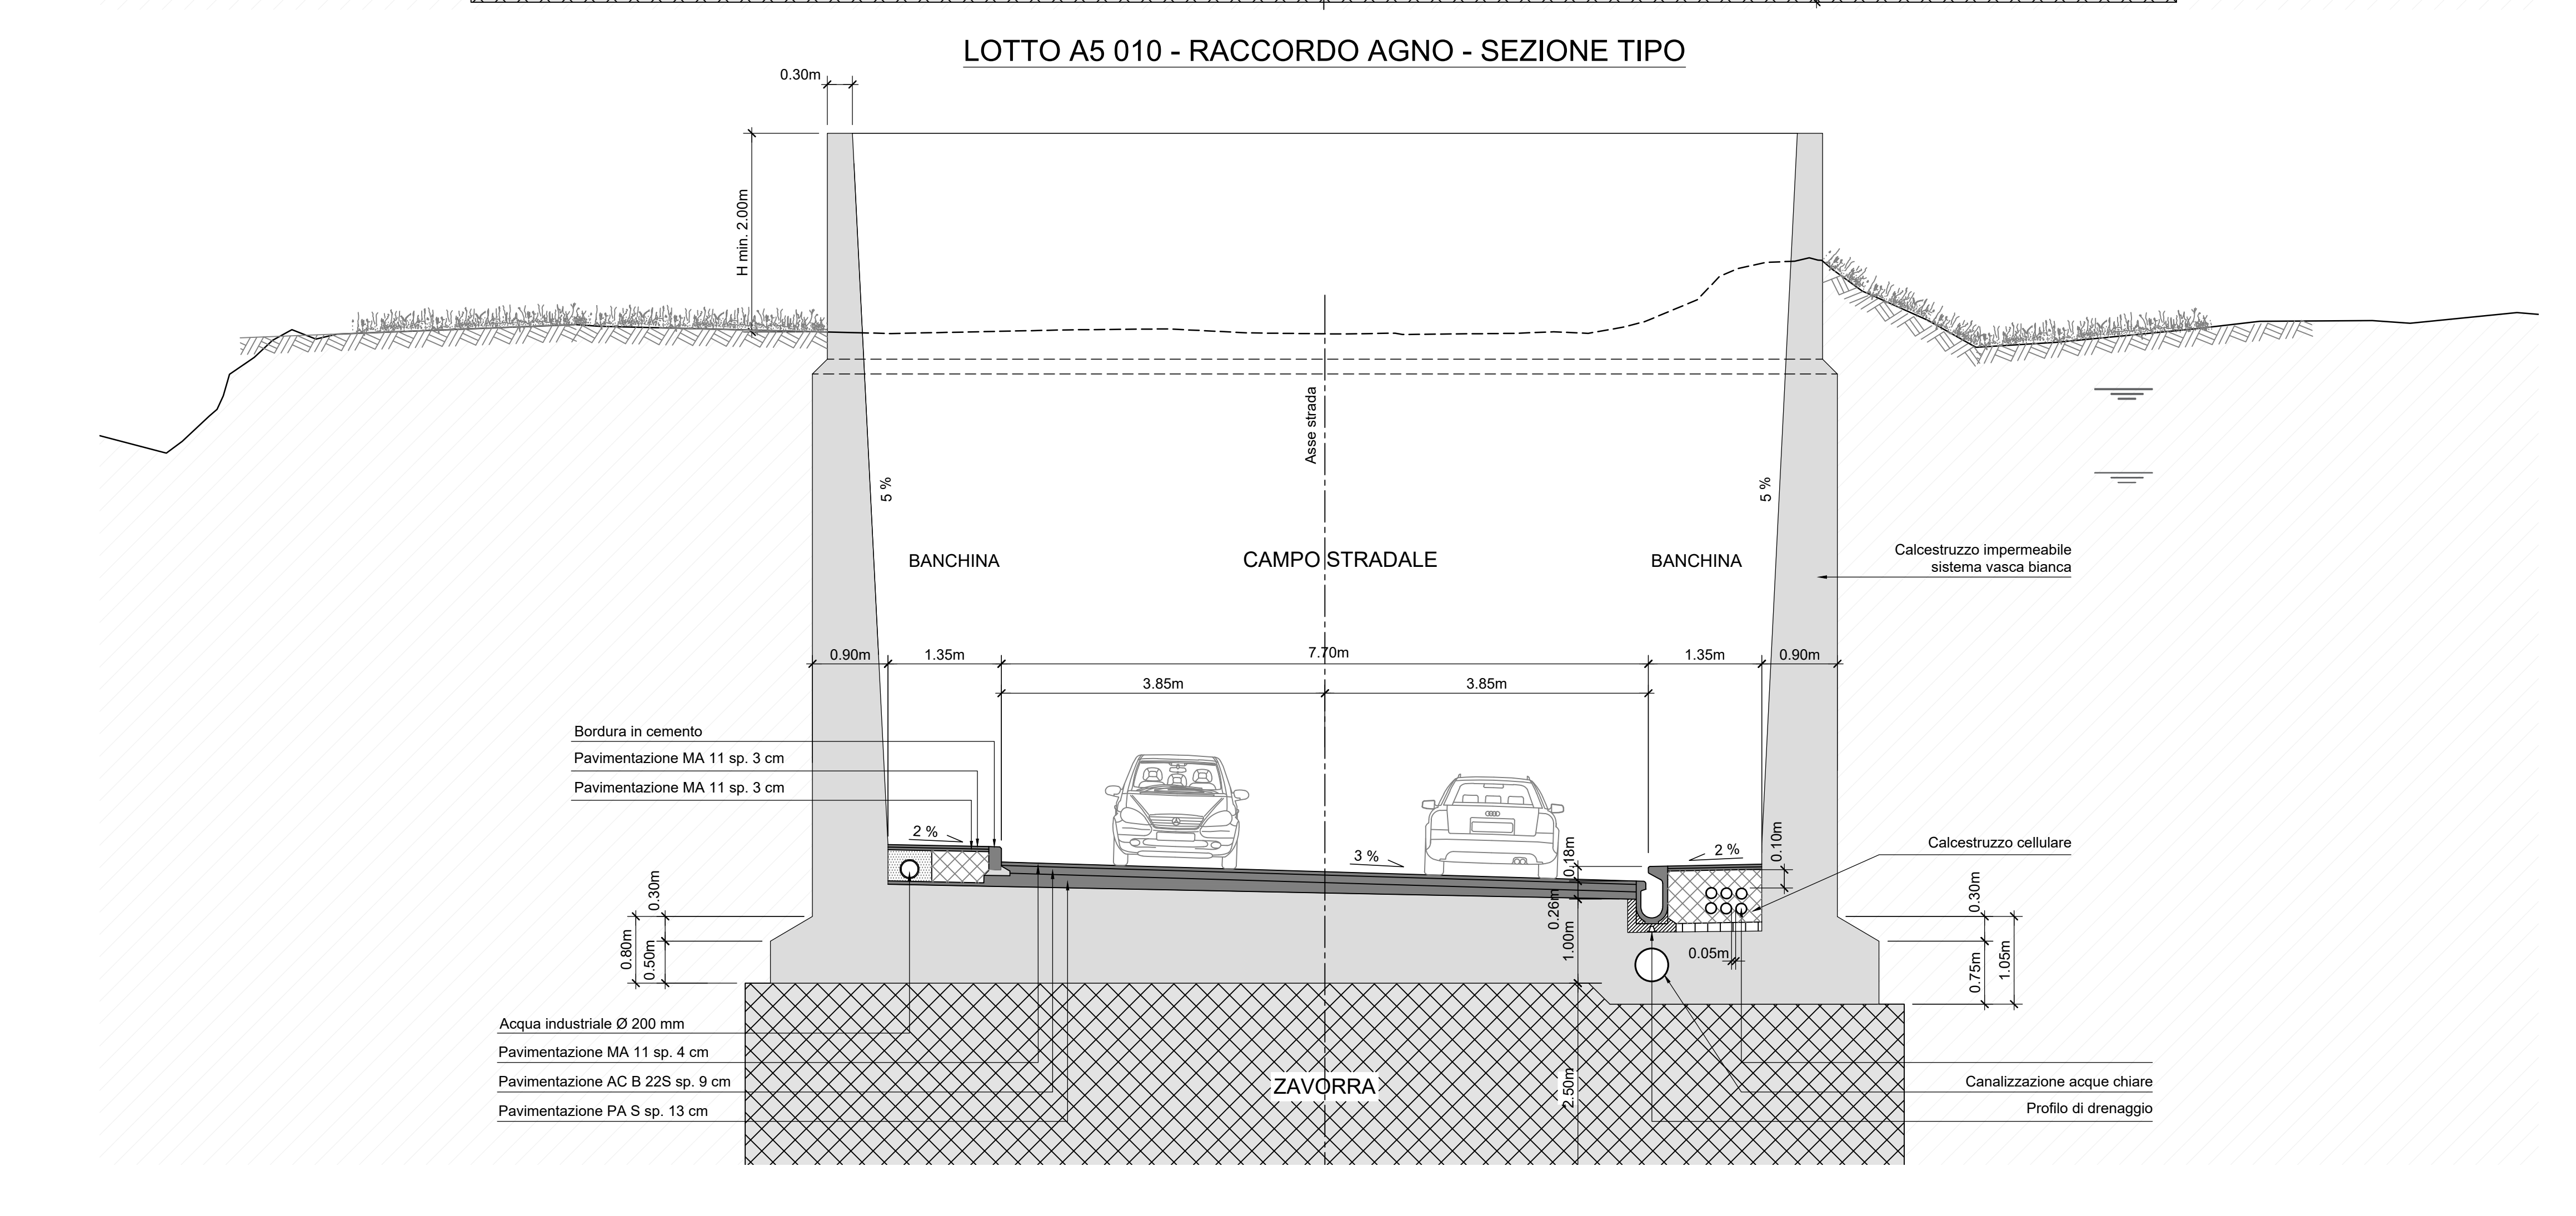 LOTTO A5 010 - RACCORDO AGNO - SEZIONE TIPO
0.30m
H min. 2.00m
Asse strada
5 %
5 %
BANCHINA
CAMPO STRADALE
BANCHINA
Calcestruzzo impermeabile
sistema vasca bianca
0.90m
1.35m
7.70m
1.35m
0.90m
3.85m
3.85m
Bordura in cemento
Pavimentazione MA 11 sp. 3 cm
Pavimentazione MA 11 sp. 3 cm
2 %
3 %
0.18m
2 %
0.10m
Calcestruzzo cellulare
0.30m
0.80m
0.50m
0.26m
1.00m
0.05m
0.30m
0.75m
1.05m
Acqua industriale Ø 200 mm
Pavimentazione MA 11 sp. 4 cm
Pavimentazione AC B 22S sp. 9 cm
Pavimentazione PA S sp. 13 cm
ZAVORRA
2.50m
Canalizzazione acque chiare
Profilo di drenaggio